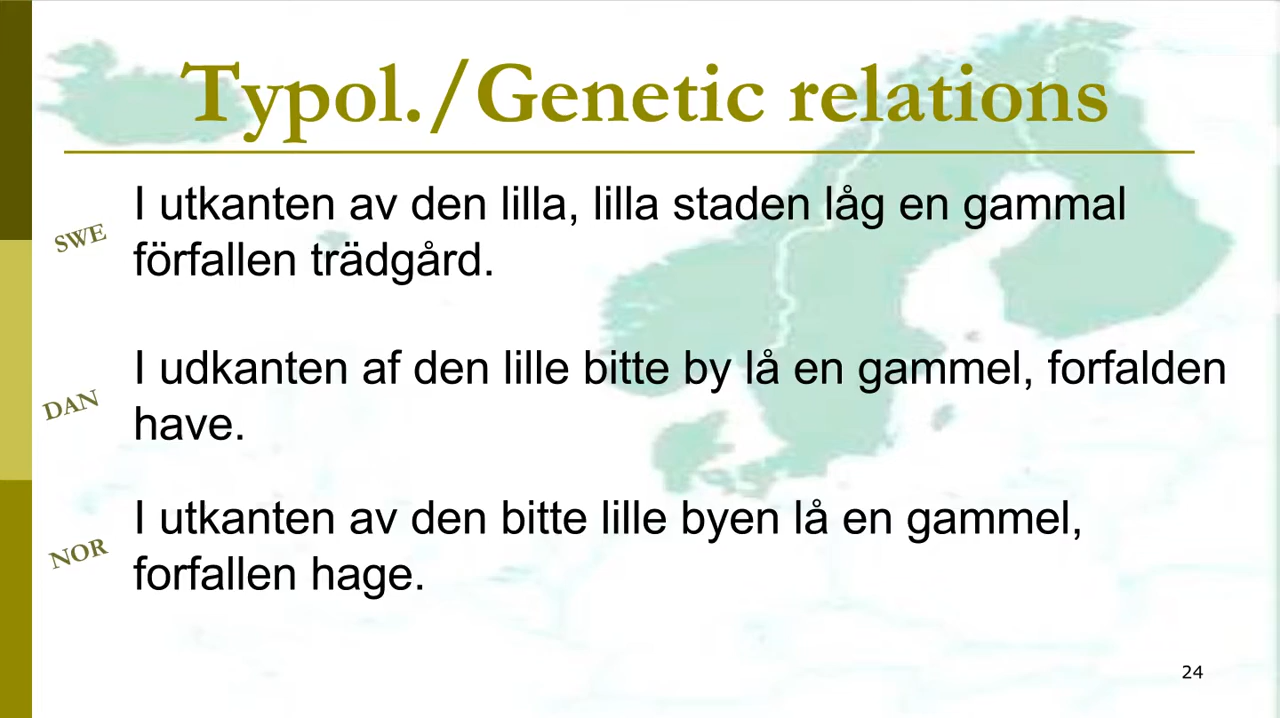 Typol./Genetic relations
SWE
I utkanten av den lilla, lilla staden låg en gammal
förfallen trädgård.
DAN
I udkanten af den lille bitte by lå en gammel, forfalden
have.
NOR
I utkanten av den bitte lille byen lå en gammel,
forfallen hage.
24